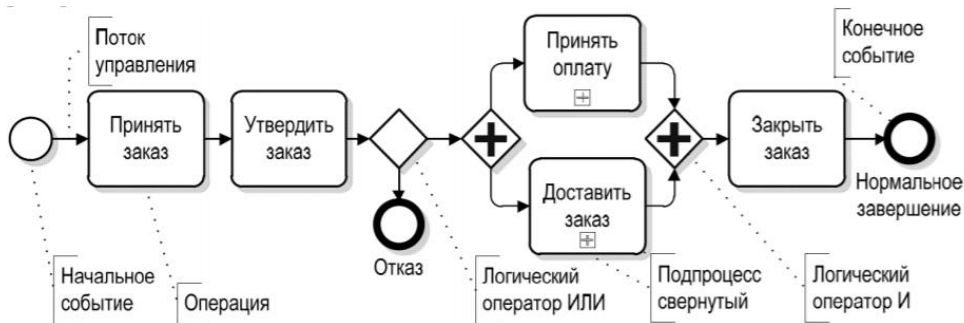 Поток
управления
Принять
заказ
Утвердить
заказ
Отказ
Принять
оплату
Доставить
заказ
Закрыть
заказ
Конечное
событие
Нормальное
завершение
Начальное
событие
Операция
Логический
оператор ИЛИ
Подпроцесс
свернутый
Логический
оператор И